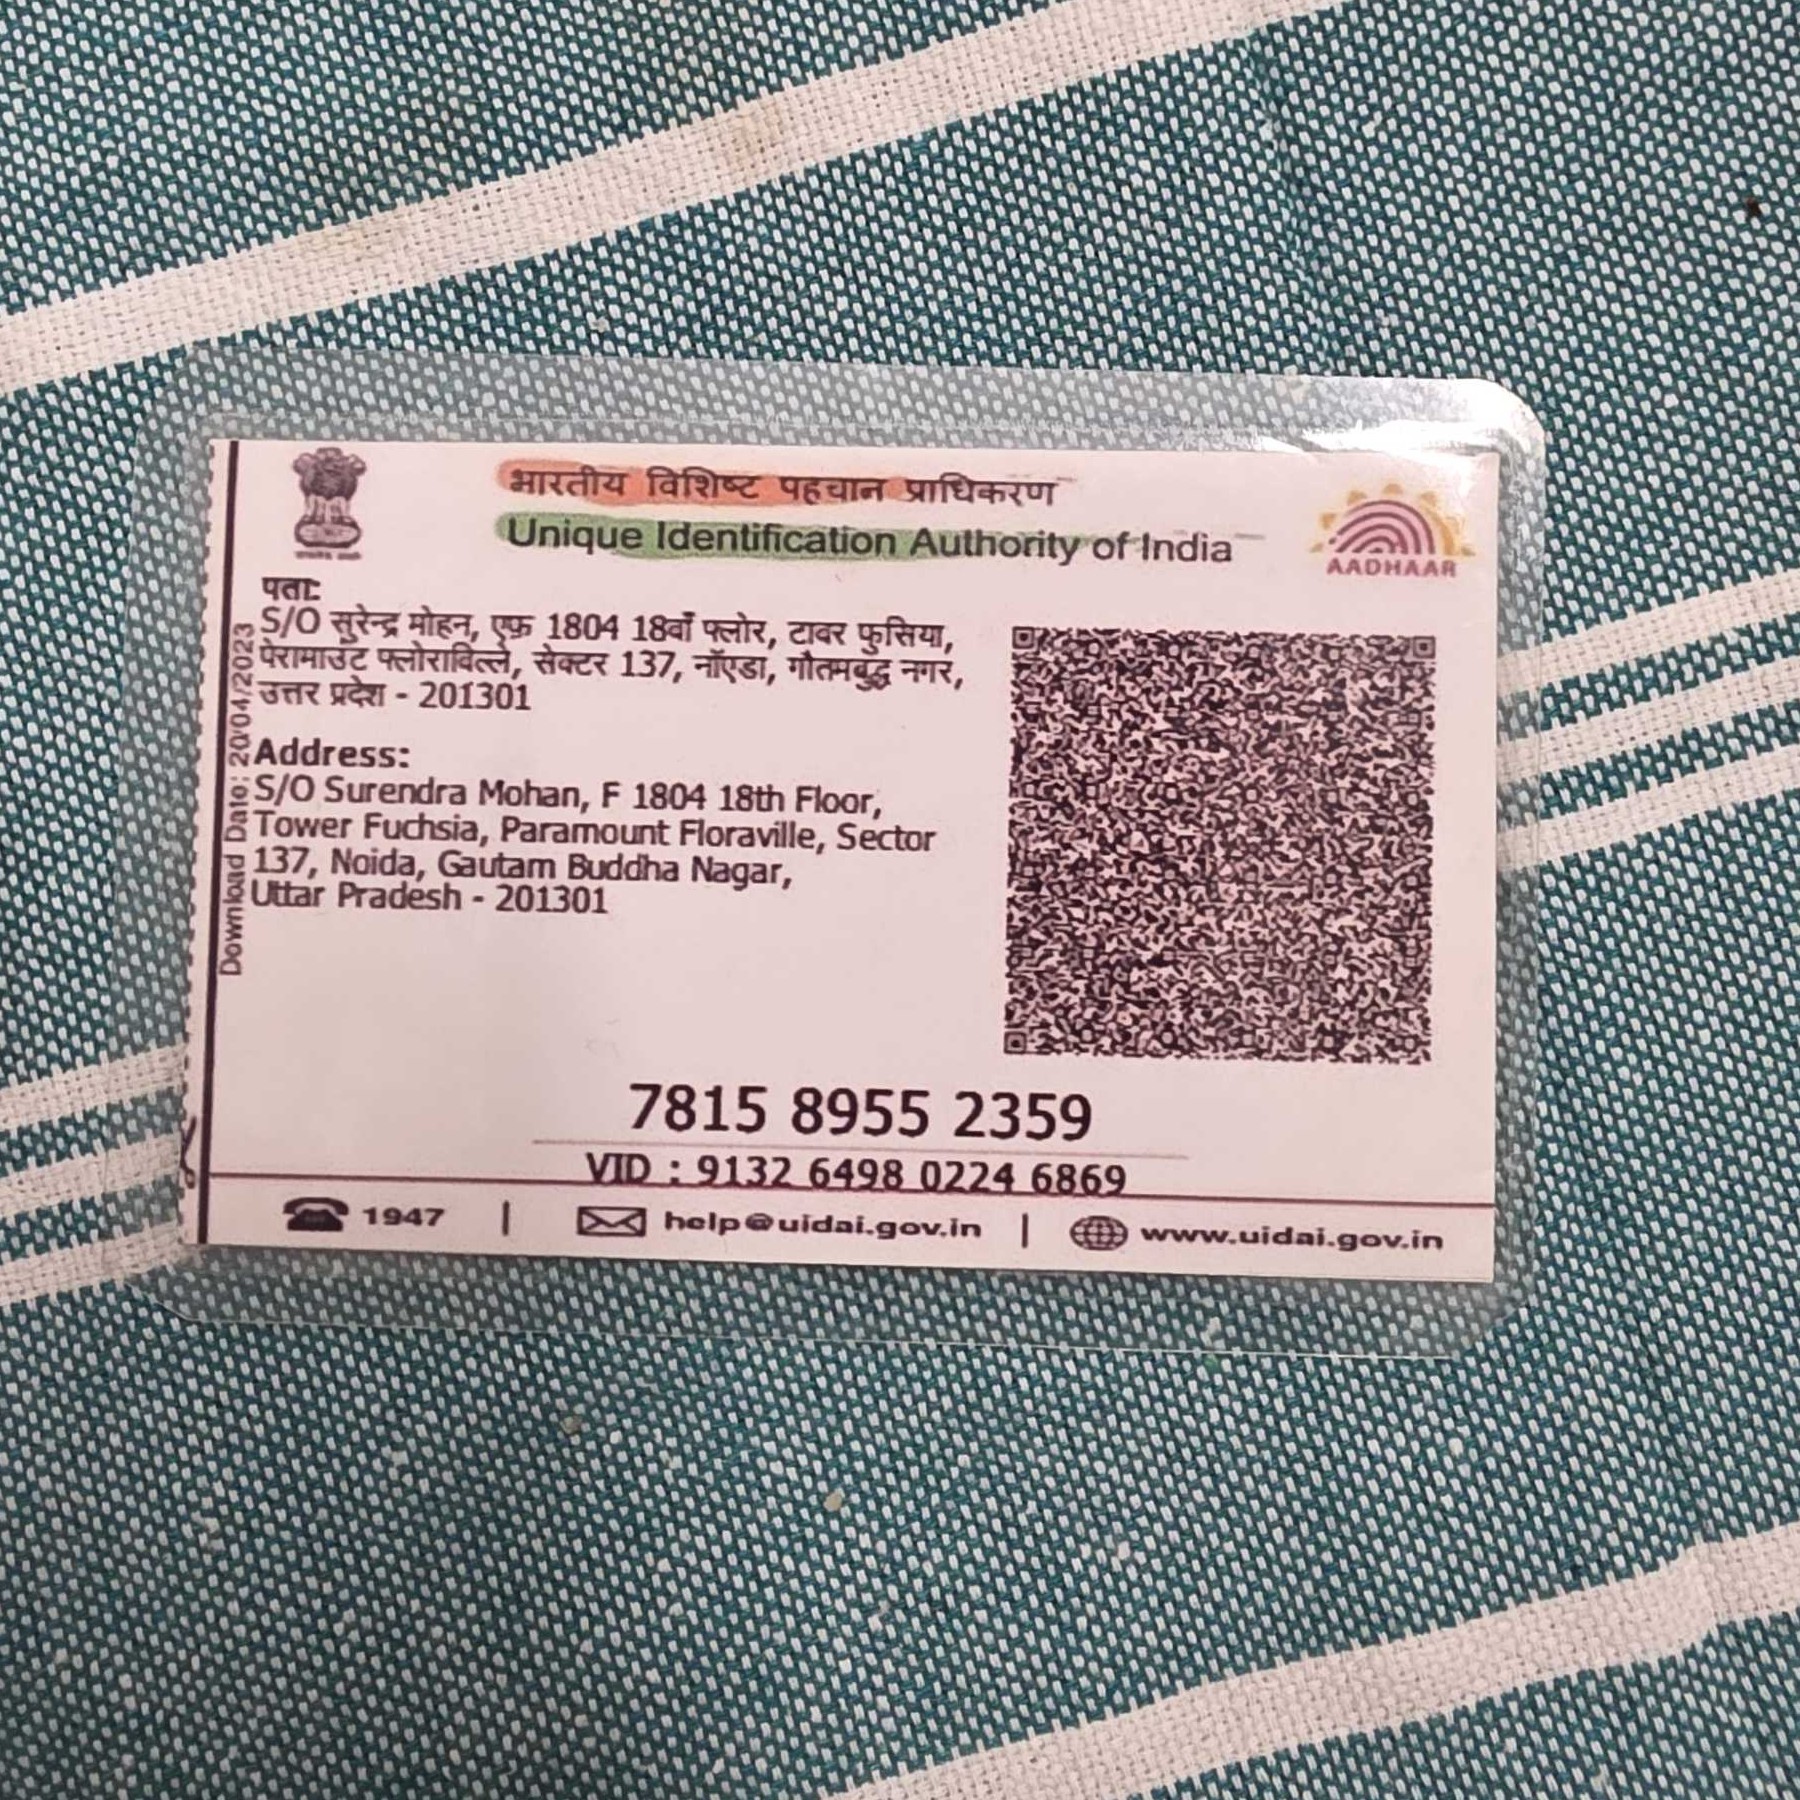 भारतीय विशिष्ट पहचान प्राधिकरण
Unique Identification Authority of India
AADHAAR
पता:
S/O सुरेन्द्र मोहन, एफ़ 1804 18वाँ फ्लोर, टावर फुसिया,
पेरामाउंट फ्लोराविल्ले, सेक्टर 137, नॉएडा, गौतमबुद्ध नगर,
उत्तर प्रदेश - 201301
Address:
S/O Surendra Mohan, F 1804 18th Floor,
Tower Fuchsia, Paramount Floraville, Sector
137, Noida, Gautam Buddha Nagar,
Uttar Pradesh - 201301
Download Date: 20/04/2023
7815 8955 2359
VID : 9132 6498 0224 6869
1947 | help@uidai.gov.in | www.uidai.gov.in